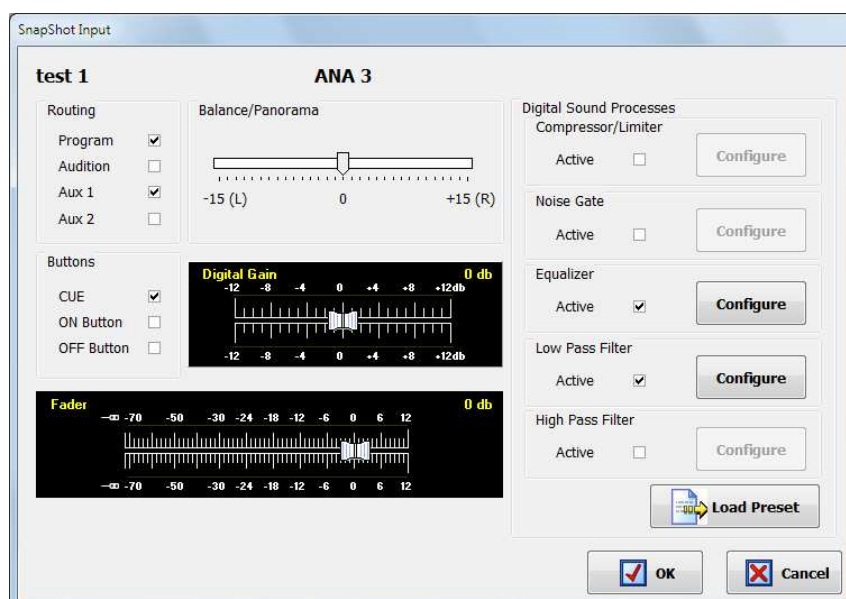 SnapShot Input
test 1
ANA 3
Routing
Program
Audition
Aux 1
Aux 2
Balance/Panorama
-15 (L) 0 +15 (R)
Buttons
CUE
ON Button
OFF Button
Digital Gain 0 db
-12 -8 -4 0 +4 +8 +12db
-12 -8 -4 0 +4 +8 +12db
Fader 0 db
-∞ -70 -50 -30 -24 -18 -12 -6 0 6 12
-∞ -70 -50 -30 -24 -18 -12 -6 0 6 12
Digital Sound Processes
Compressor/Limiter
Active Configure
Noise Gate
Active Configure
Equalizer
Active Configure
Low Pass Filter
Active Configure
High Pass Filter
Active Configure
Load Preset
OK Cancel